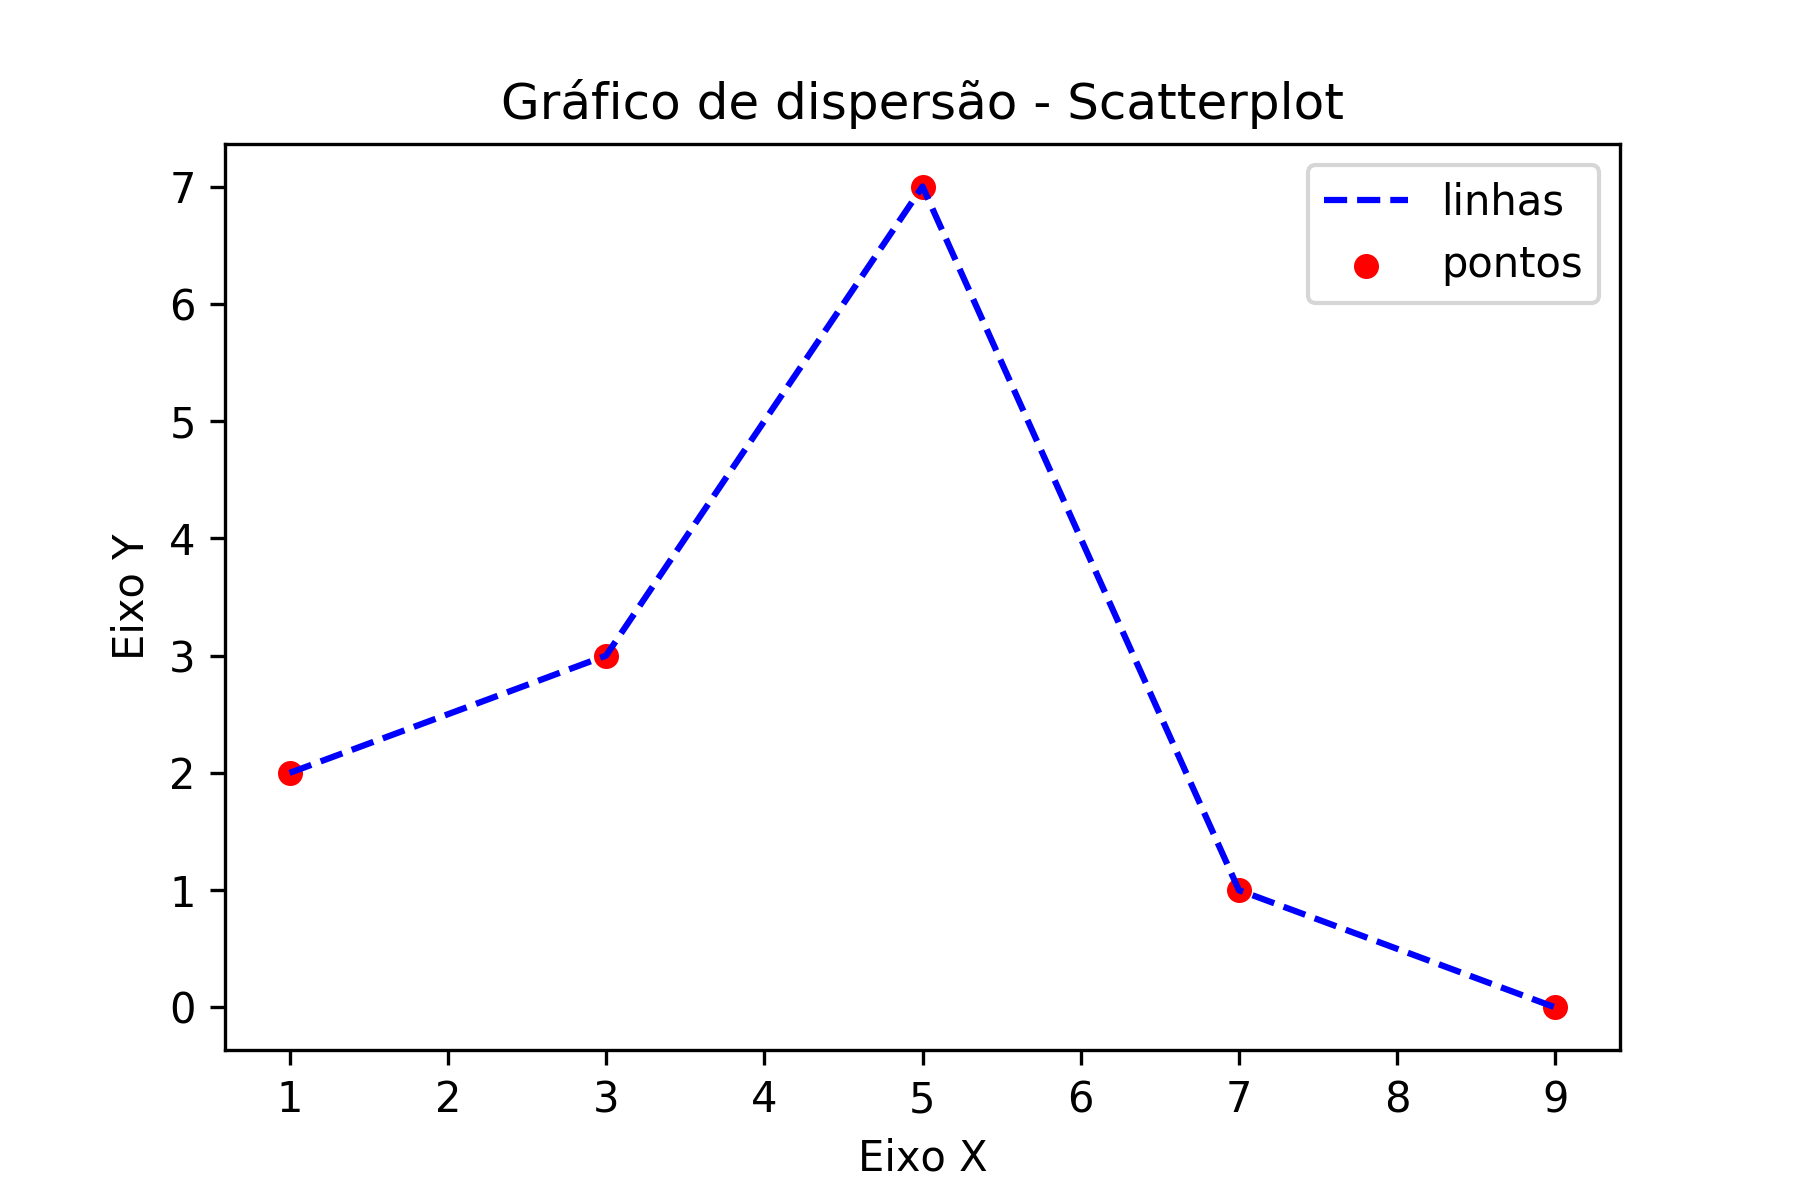 Gráfico de dispersão - Scatterplot
linhas
pontos
7
6
5
4
3
2
1
0
Eixo Y
1 2 3 4 5 6 7 8 9
Eixo X